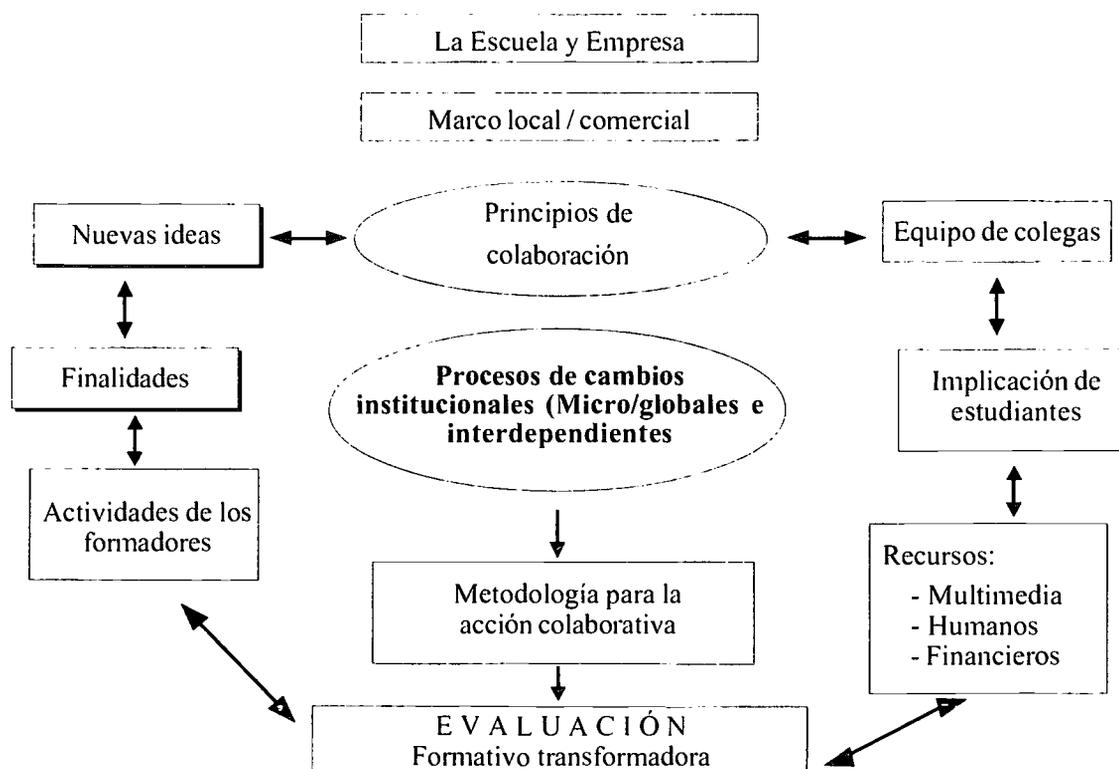 La Escuela y Empresa
Marco local / comercial
Nuevas ideas
Principios de
colaboración
Equipo de colegas
Finalidades
Procesos de cambios
institucionales (Micro/globales e
interdependientes
Implicación de
estudiantes
Actividades de los
formadores
Metodología para la
acción colaborativa
Recursos:
- Multimedia
- Humanos
- Financieros
EVALUACIÓN
Formativo transformadora